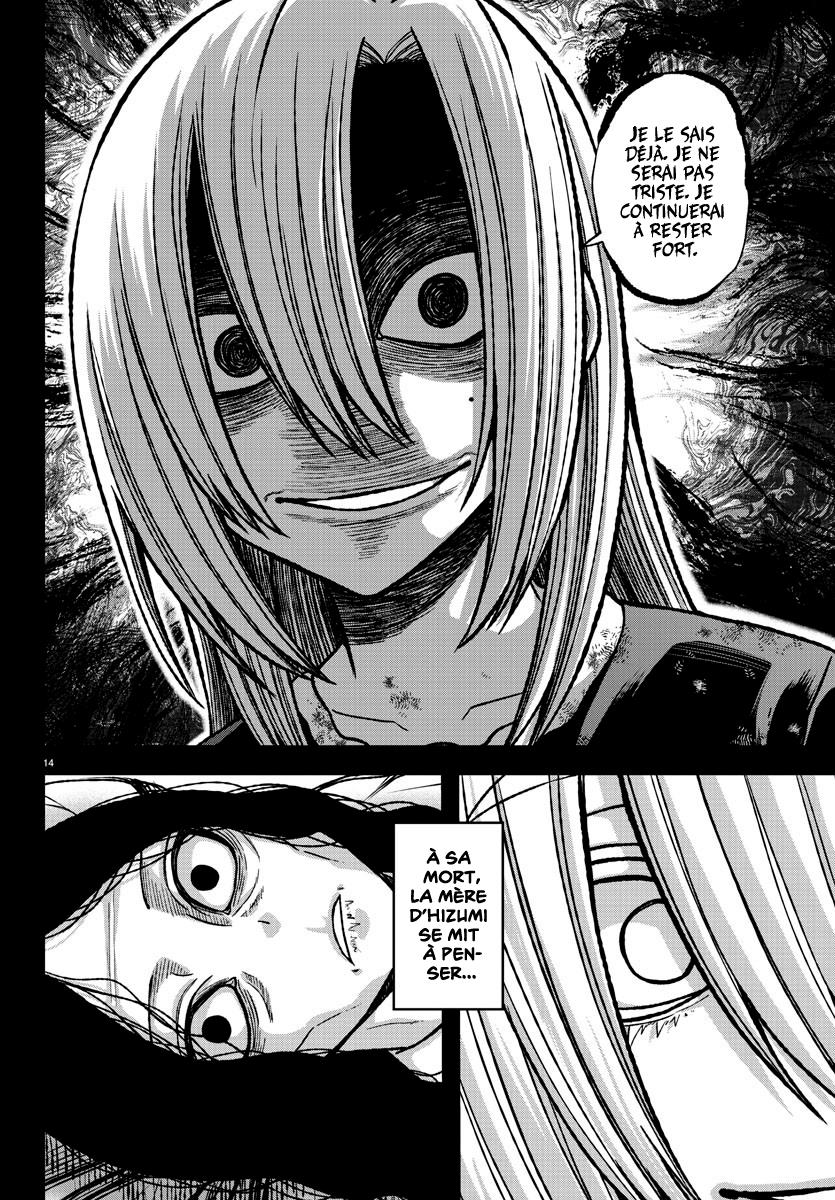 JE LE SAIS
DÉJÀ. JE NE
SERAI PAS
TRISTE. JE
CONTINUERAI
À RESTER
FORT.
14
À SA
MORT,
LA MÈRE
D'HIZUMI
SE MIT
À PEN-
SER...